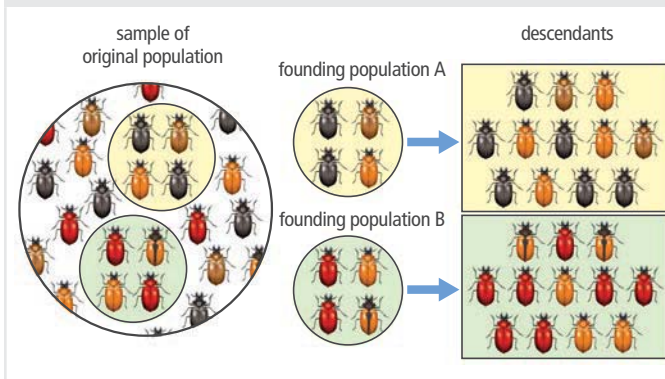 sample of
original population
founding population A
descendants
founding population B